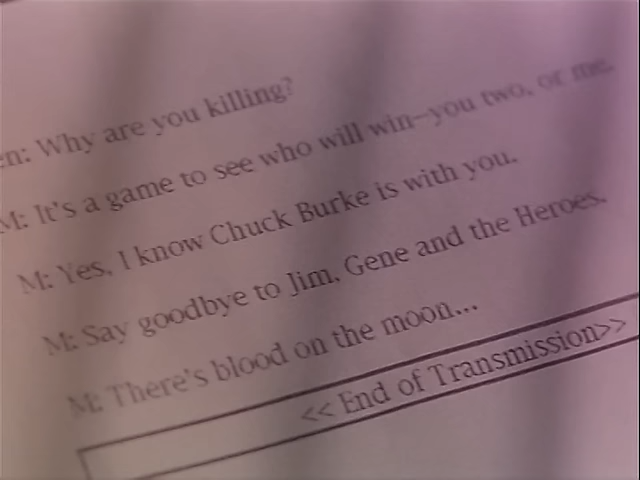 en: Why are you killing?
M: It's a game to see who will win--you two, or me.
M: Yes, I know Chuck Burke is with you.
M: Say goodbye to Jim, Gene and the Heroes.
M: There's blood on the moon...
<< End of Transmission>>